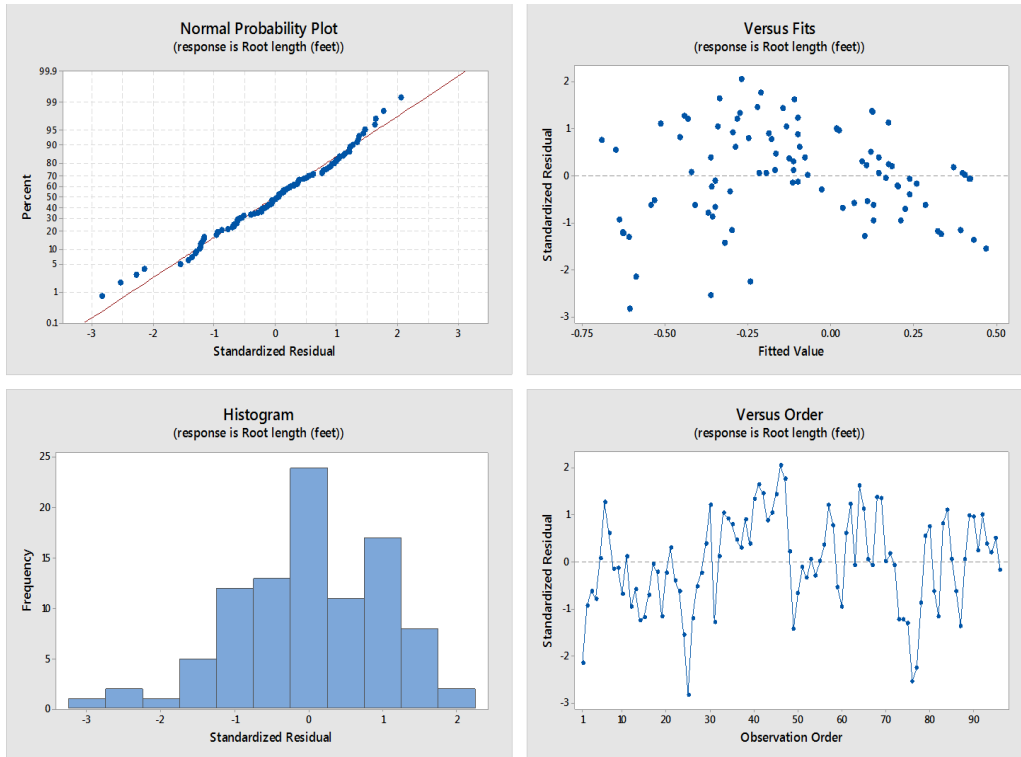 Normal Probability Plot
(response is Root length (feet))
99.9
99
95
90
80
70
60
50
40
30
20
10
5
1
0.1
Percent
-3 -2 -1 0 1 2 3
Standardized Residual
Versus Fits
(response is Root length (feet))
2
1
0
-1
-2
-3
Standardized Residual
-0.75 -0.50 -0.25 0.00 0.25 0.50
Fitted Value
Histogram
(response is Root length (feet))
25
20
15
10
5
0
Frequency
-3 -2 -1 0 1 2
Standardized Residual
Versus Order
(response is Root length (feet))
2
1
0
-1
-2
-3
Standardized Residual
1 10 20 30 40 50 60 70 80 90
Observation Order